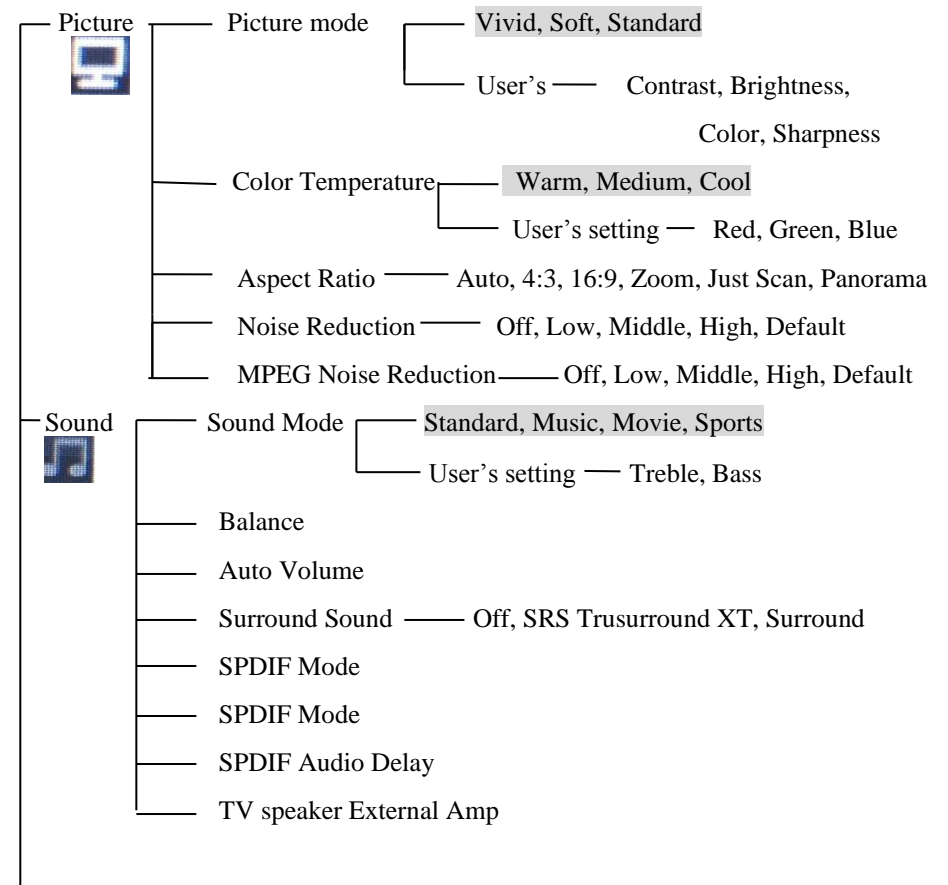 Picture Picture mode Vivid, Soft, Standard
User’s Contrast, Brightness,
Color, Sharpness
Color Temperature Warm, Medium, Cool
User’s setting Red, Green, Blue
Aspect Ratio Auto, 4:3, 16:9, Zoom, Just Scan, Panorama
Noise Reduction Off, Low, Middle, High, Default
MPEG Noise Reduction Off, Low, Middle, High, Default
Sound Sound Mode Standard, Music, Movie, Sports
User’s setting Treble, Bass
Balance
Auto Volume
Surround Sound Off, SRS Trusurround XT, Surround
SPDIF Mode
SPDIF Mode
SPDIF Audio Delay
TV speaker External Amp